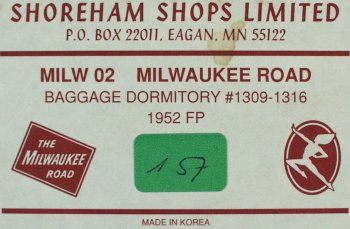 SHOREHAM SHOPS LIMITED
P.O. BOX 22011, EAGAN, MN 55122
MILW 02 MILWAUKEE ROAD
BAGGAGE DORMITORY #1309-1316
1952 FP
THE
MILWAUKEE
ROAD
157
MADE IN KOREA